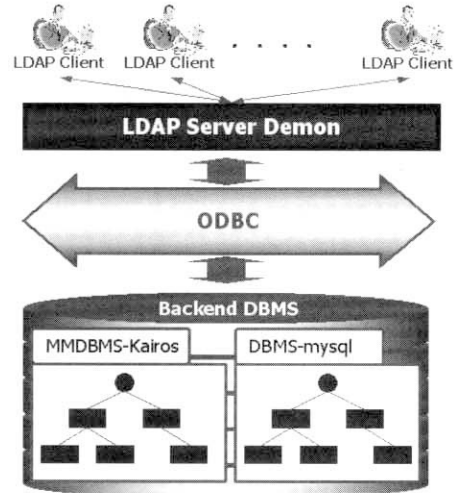 LDAP Client LDAP Client . . . . LDAP Client
LDAP Server Demon
ODBC
Backend DBMS
MMDBMS-Kairos DBMS-mysql